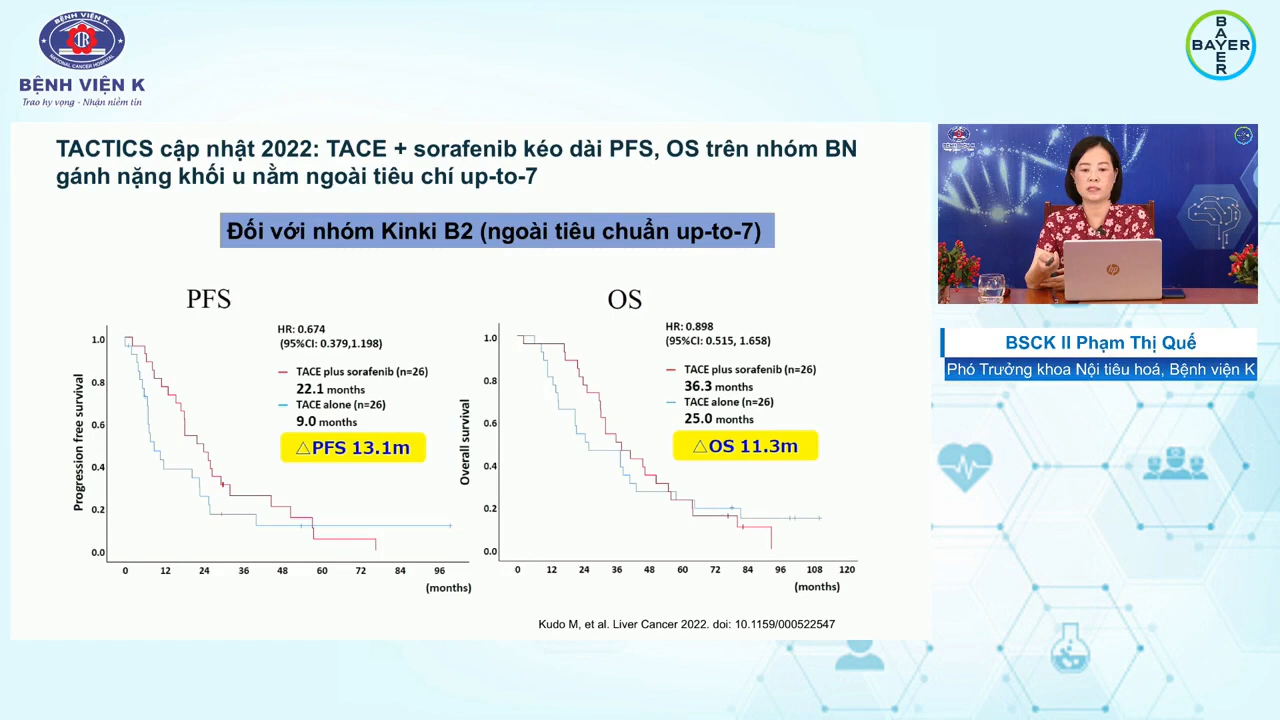 BỆNH VIỆN K
NATIONAL CANCER HOSPITAL
BỆNH VIỆN K
Trao hy vọng - Nhận niềm tin
BAYER
BAYER
TACTICS cập nhật 2022: TACE + sorafenib kéo dài PFS, OS trên nhóm BN
gánh nặng khối u nằm ngoài tiêu chí up-to-7
Đối với nhóm Kinki B2 (ngoài tiêu chuẩn up-to-7)
PFS
HR: 0.674
(95%CI: 0.379,1.198)
TACE plus sorafenib (n=26)
22.1 months
TACE alone (n=26)
9.0 months
△PFS 13.1m
Progression free survival
1.0
0.8
0.6
0.4
0.2
0.0
0 12 24 36 48 60 72 84 96
(months)
OS
HR: 0.898
(95%CI: 0.515, 1.658)
TACE plus sorafenib (n=26)
36.3 months
TACE alone (n=26)
25.0 months
△OS 11.3m
Overall survival
1.0
0.8
0.6
0.4
0.2
0.0
0 12 24 36 48 60 72 84 96 108 120
(months)
Kudo M, et al. Liver Cancer 2022. doi: 10.1159/000522547
hp
BSCK II Phạm Thị Quế
Phó Trưởng khoa Nội tiêu hoá, Bệnh viện K